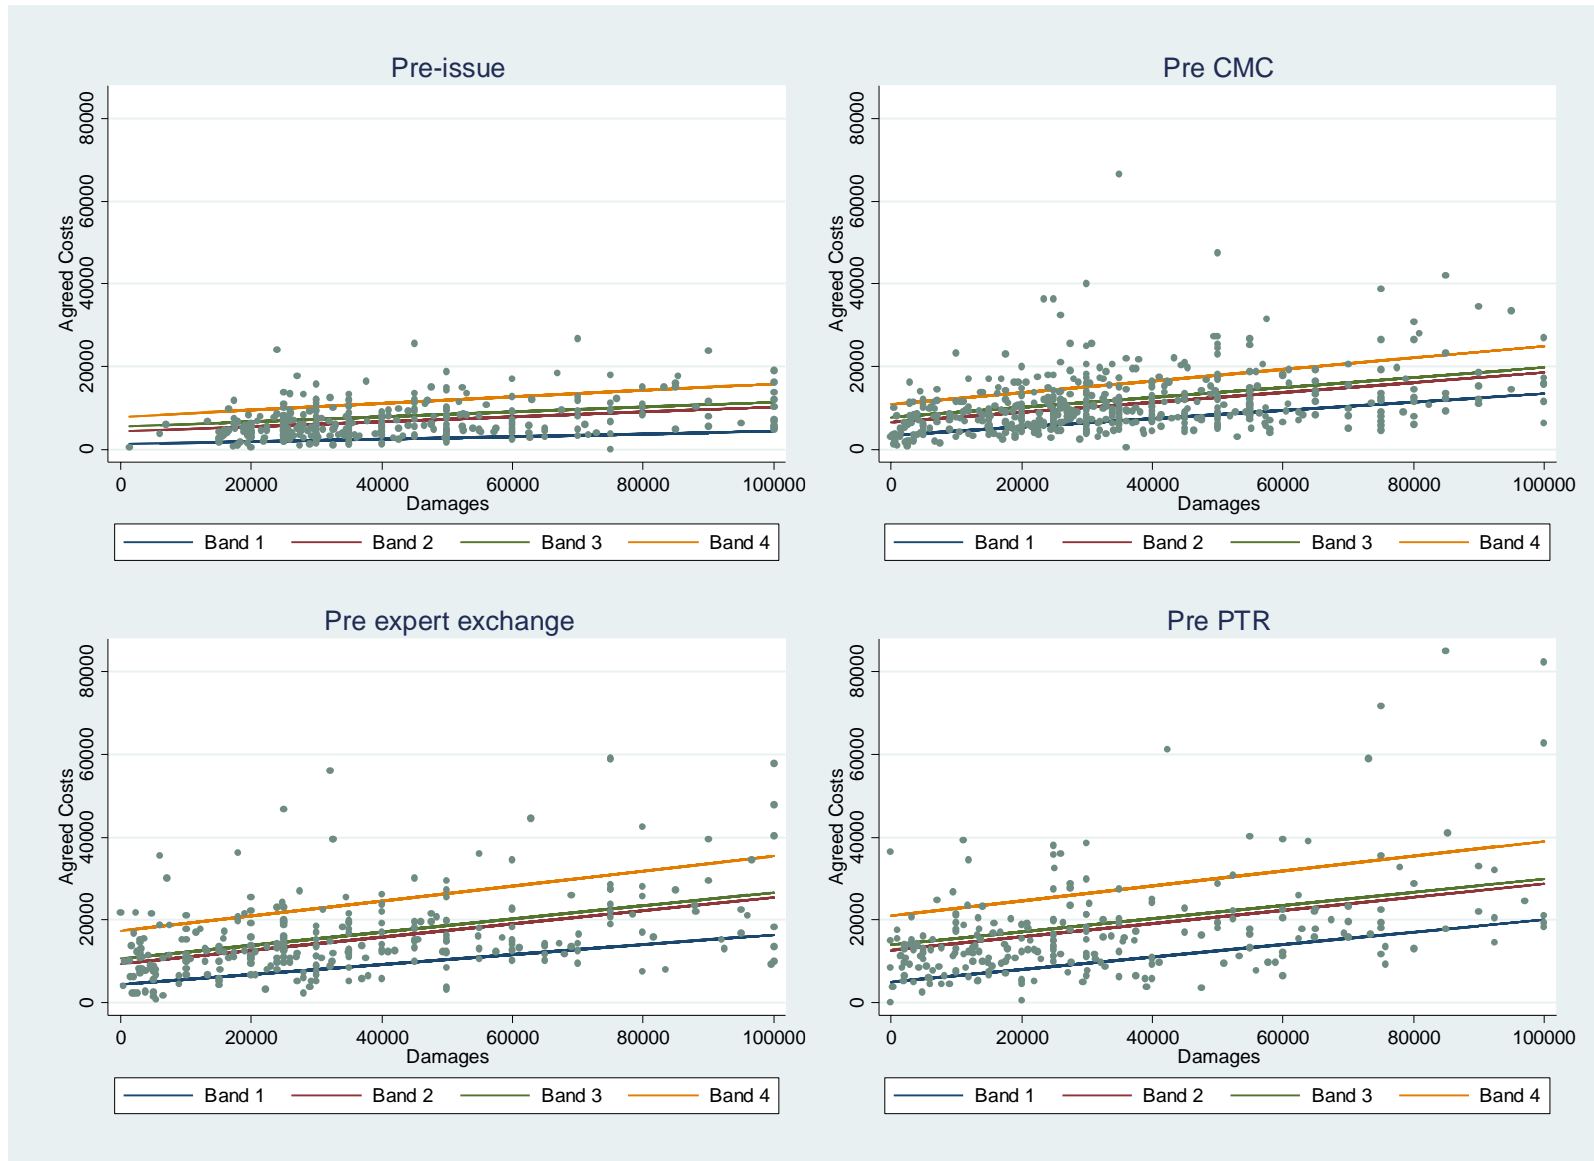 Pre-issue
Agreed Costs
80000
60000
40000
20000
0
0 20000 40000 60000 80000 100000
Damages
Band 1 Band 2 Band 3 Band 4
Pre CMC
Agreed Costs
80000
60000
40000
20000
0
0 20000 40000 60000 80000 100000
Damages
Band 1 Band 2 Band 3 Band 4
Pre expert exchange
Agreed Costs
80000
60000
40000
20000
0
0 20000 40000 60000 80000 100000
Damages
Band 1 Band 2 Band 3 Band 4
Pre PTR
Agreed Costs
80000
60000
40000
20000
0
0 20000 40000 60000 80000 100000
Damages
Band 1 Band 2 Band 3 Band 4